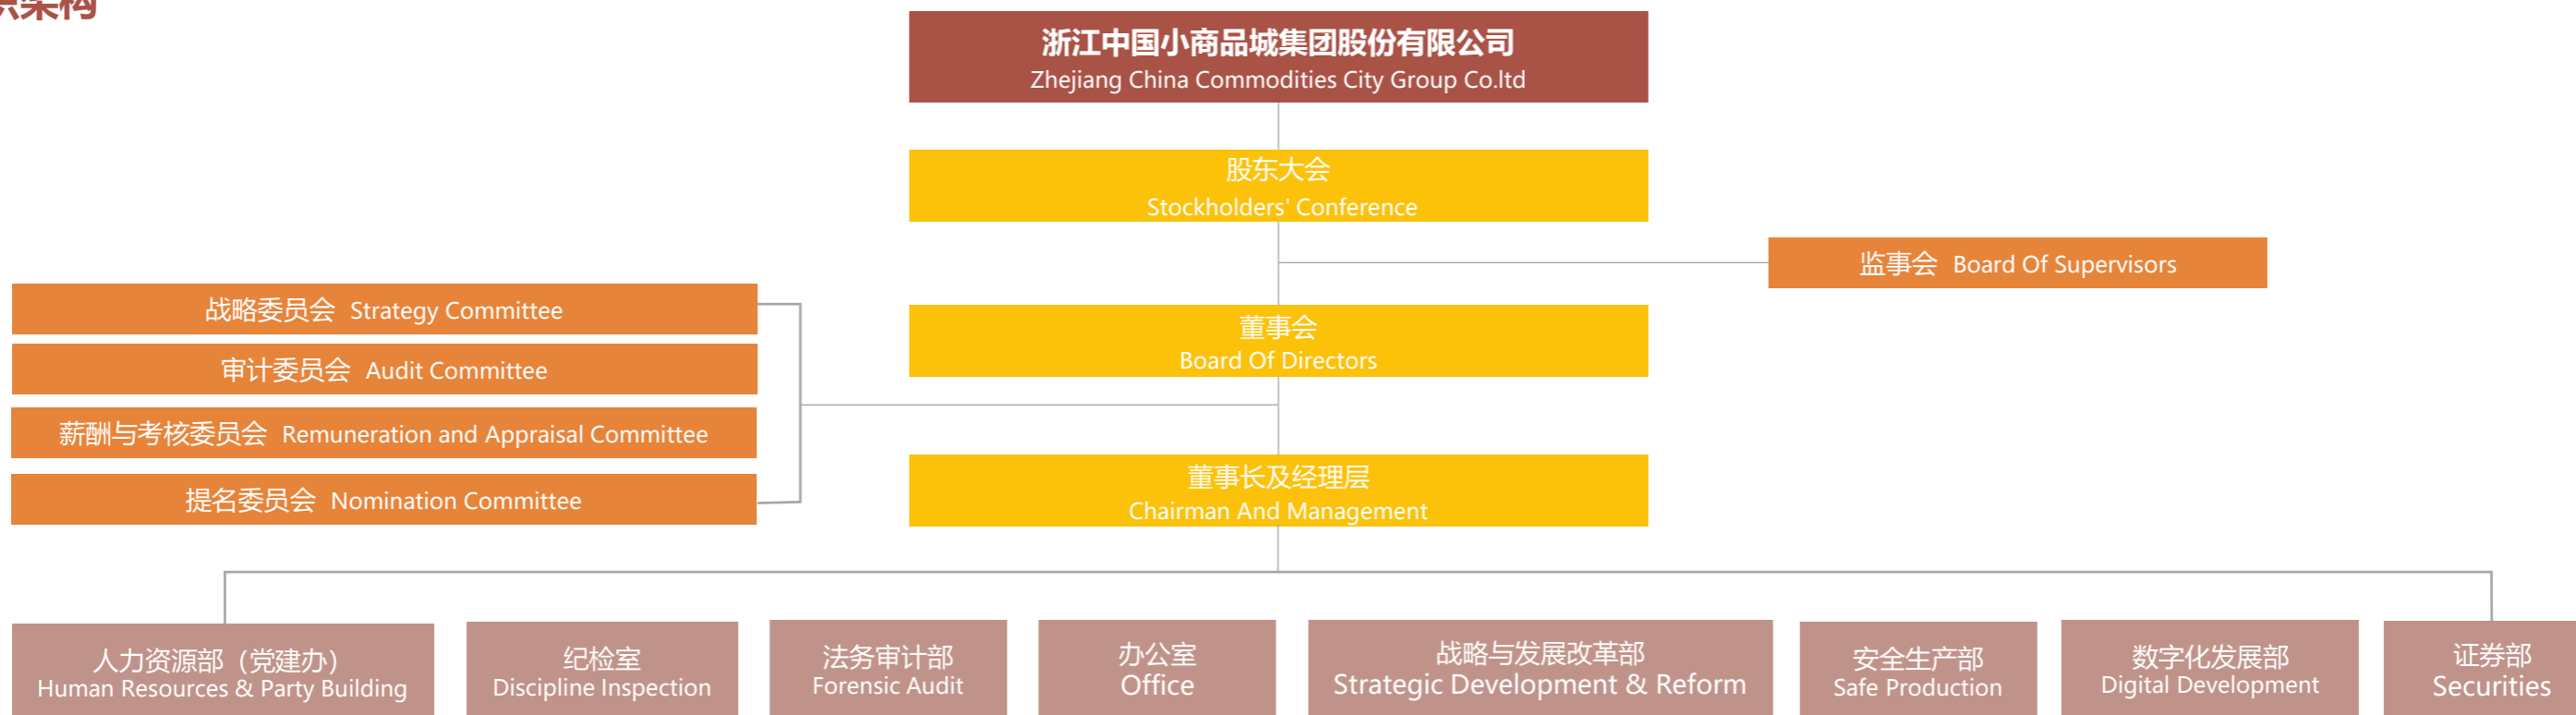 架构
浙江中国小商品城集团股份有限公司
Zhejiang China Commodities City Group Co.ltd
股东大会
Stockholders' Conference
监事会 Board Of Supervisors
战略委员会 Strategy Committee
审计委员会 Audit Committee
薪酬与考核委员会 Remuneration and Appraisal Committee
提名委员会 Nomination Committee
董事会
Board Of Directors
董事长及经理层
Chairman And Management
人力资源部（党建办）
Human Resources & Party Building
纪检室
Discipline Inspection
法务审计部
Forensic Audit
办公室
Office
战略与发展改革部
Strategic Development & Reform
安全生产部
Safe Production
数字化发展部
Digital Development
证券部
Securities